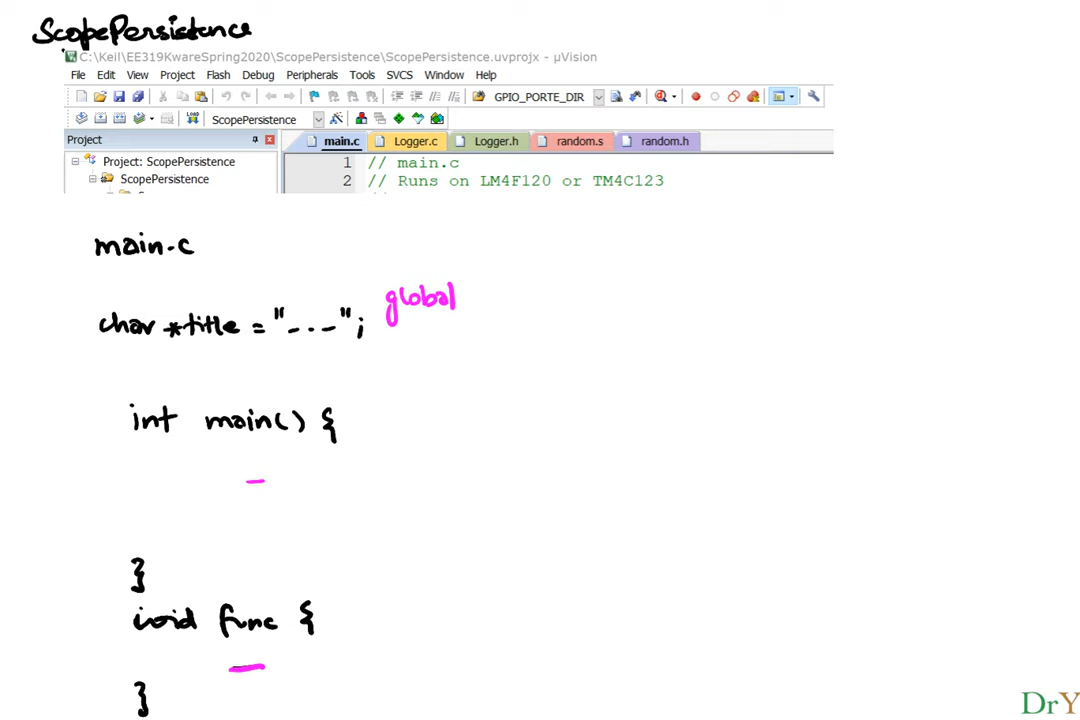 ScopePersistence
C:\Keil\EE319KwareSpring2020\ScopePersistence\ScopePersistence.uvprojx - µVision
File Edit View Project Flash Debug Peripherals Tools SVCS Window Help
GPIO_PORTE_DIR
LOAD ScopePersistence
Project main.c Logger.c Logger.h random.s random.h
Project: ScopePersistence 1 // main.c
ScopePersistence 2 // Runs on LM4F120 or TM4C123
main.c
global
char *title = "_.._";
int main() {
}
void func {
}
DrY